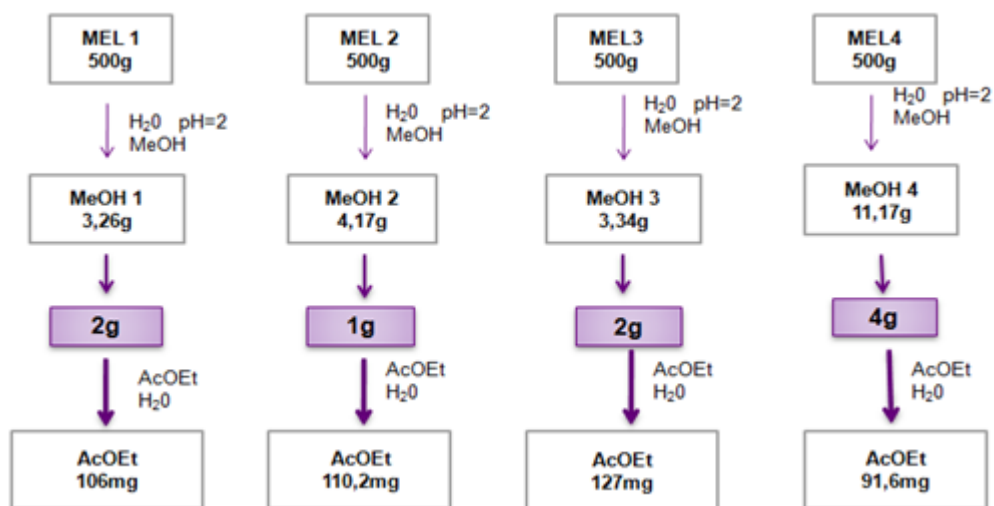 MEL 1
500g
H₂0 pH=2
MeOH
MeOH 1
3,26g
2g
AcOEt
H₂0
AcOEt
106mg
MEL 2
500g
H₂0 pH=2
MeOH
MeOH 2
4,17g
1g
AcOEt
H₂0
AcOEt
110,2mg
MEL3
500g
H₂0 pH=2
MeOH
MeOH 3
3,34g
2g
AcOEt
H₂0
AcOEt
127mg
MEL4
500g
H₂0 pH=2
MeOH
MeOH 4
11,17g
4g
AcOEt
H₂0
AcOEt
91,6mg